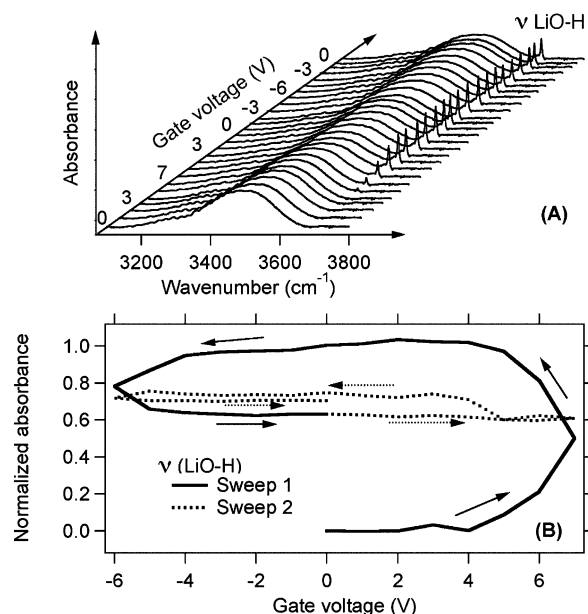 ν LiO-H
Absorbance
Gate voltage (V)
0 3 7 3 0 -3 -6 -3 0
(A)
3200 3400 3600 3800
Wavenumber (cm-1)
Normalized absorbance
1.0
0.8
0.6
0.4
0.2
0.0
ν (LiO-H)
Sweep 1
Sweep 2
(B)
-6 -4 -2 0 2 4 6
Gate voltage (V)